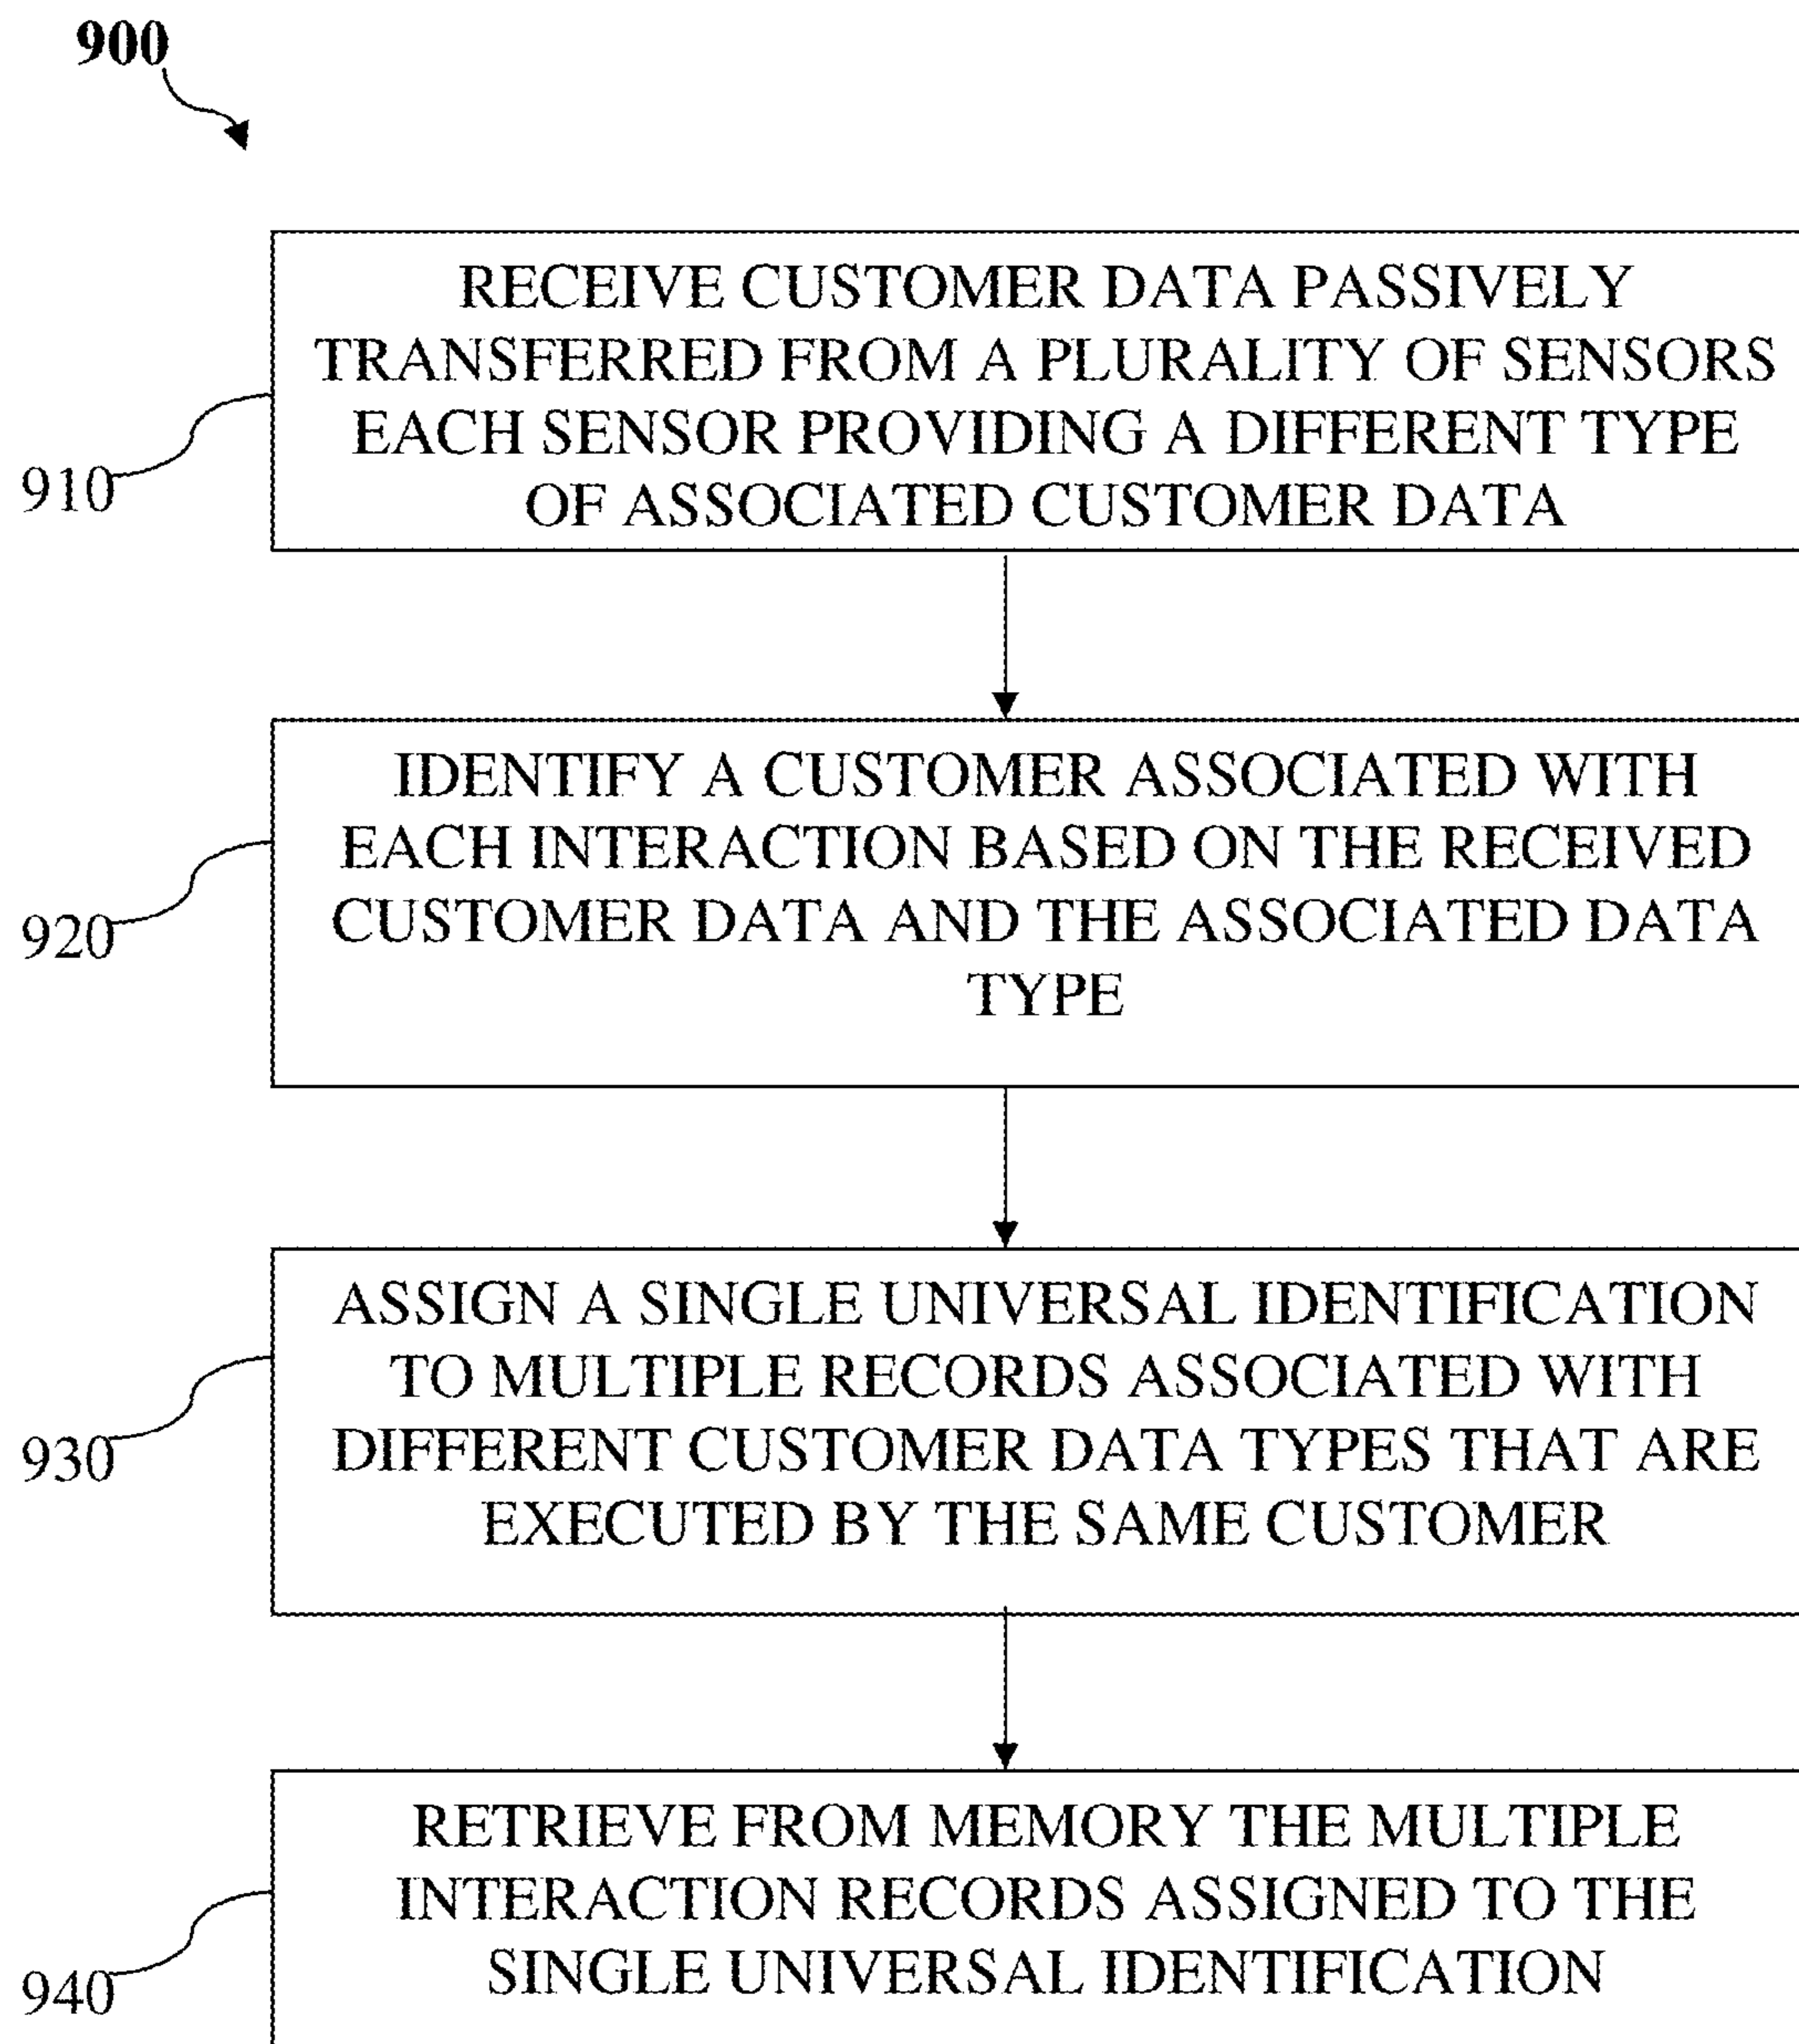 900
RECEIVE CUSTOMER DATA PASSIVELY
TRANSFERRED FROM A PLURALITY OF SENSORS
EACH SENSOR PROVIDING A DIFFERENT TYPE
OF ASSOCIATED CUSTOMER DATA
910
IDENTIFY A CUSTOMER ASSOCIATED WITH
EACH INTERACTION BASED ON THE RECEIVED
CUSTOMER DATA AND THE ASSOCIATED DATA
TYPE
920
ASSIGN A SINGLE UNIVERSAL IDENTIFICATION
TO MULTIPLE RECORDS ASSOCIATED WITH
DIFFERENT CUSTOMER DATA TYPES THAT ARE
EXECUTED BY THE SAME CUSTOMER
930
RETRIEVE FROM MEMORY THE MULTIPLE
INTERACTION RECORDS ASSIGNED TO THE
SINGLE UNIVERSAL IDENTIFICATION
940